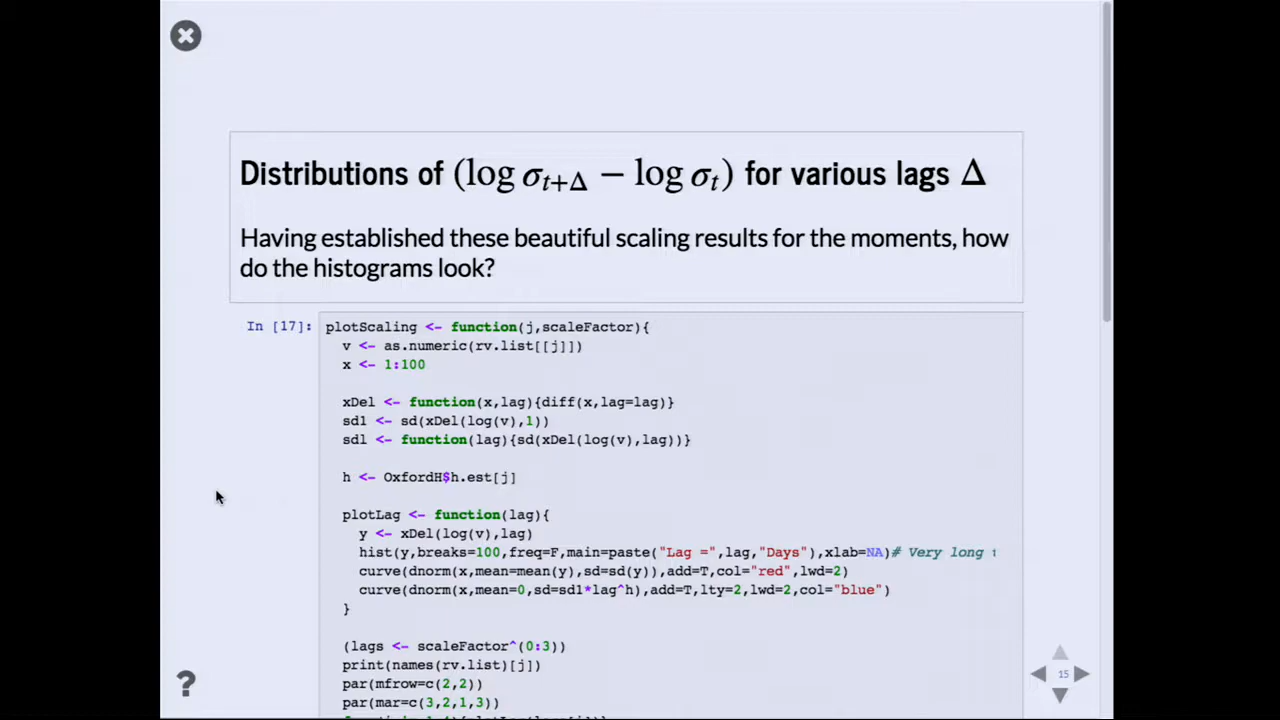 Distributions of (log σt+Δ − log σt) for various lags Δ
Having established these beautiful scaling results for the moments, how
do the histograms look?
In [17]:
plotScaling <- function(j,scaleFactor){
v <- as.numeric(rv.list[[j]])
x <- 1:100
xDel <- function(x,lag){diff(x,lag=lag)}
sd1 <- sd(xDel(log(v),1))
sdl <- function(lag){sd(xDel(log(v),lag))}
h <- OxfordH$h.est[j]
plotLag <- function(lag){
y <- xDel(log(v),lag)
hist(y,breaks=100,freq=F,main=paste("Lag =",lag,"Days"),xlab=NA)# Very long
curve(dnorm(x,mean=mean(y),sd=sd(y)),add=T,col="red",lwd=2)
curve(dnorm(x,mean=0,sd=sd1*lag^h),add=T,lty=2,lwd=2,col="blue")
}
(lags <- scaleFactor^(0:3))
print(names(rv.list)[j])
par(mfrow=c(2,2))
par(mar=c(3,2,1,3))
?
15